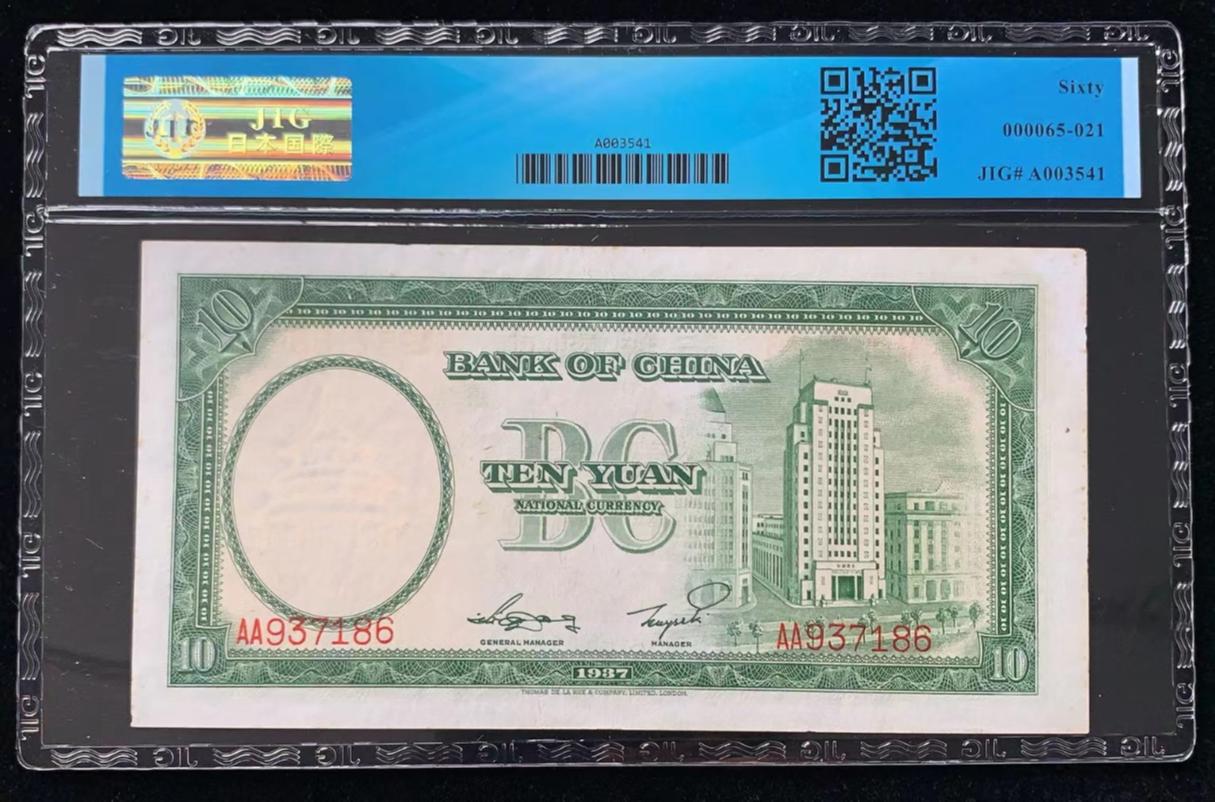 JIG
日本国際
A003541
Sixty
000065-021
JIG# A003541
10 10
BANK OF CHINA
BC
TEN YUAN
NATIONAL CURRENCY
AA937186
GENERAL MANAGER
MANAGER
AA937186
10 1937 10
THOMAS DE LA RUE & COMPANY, LIMITED, LONDON.